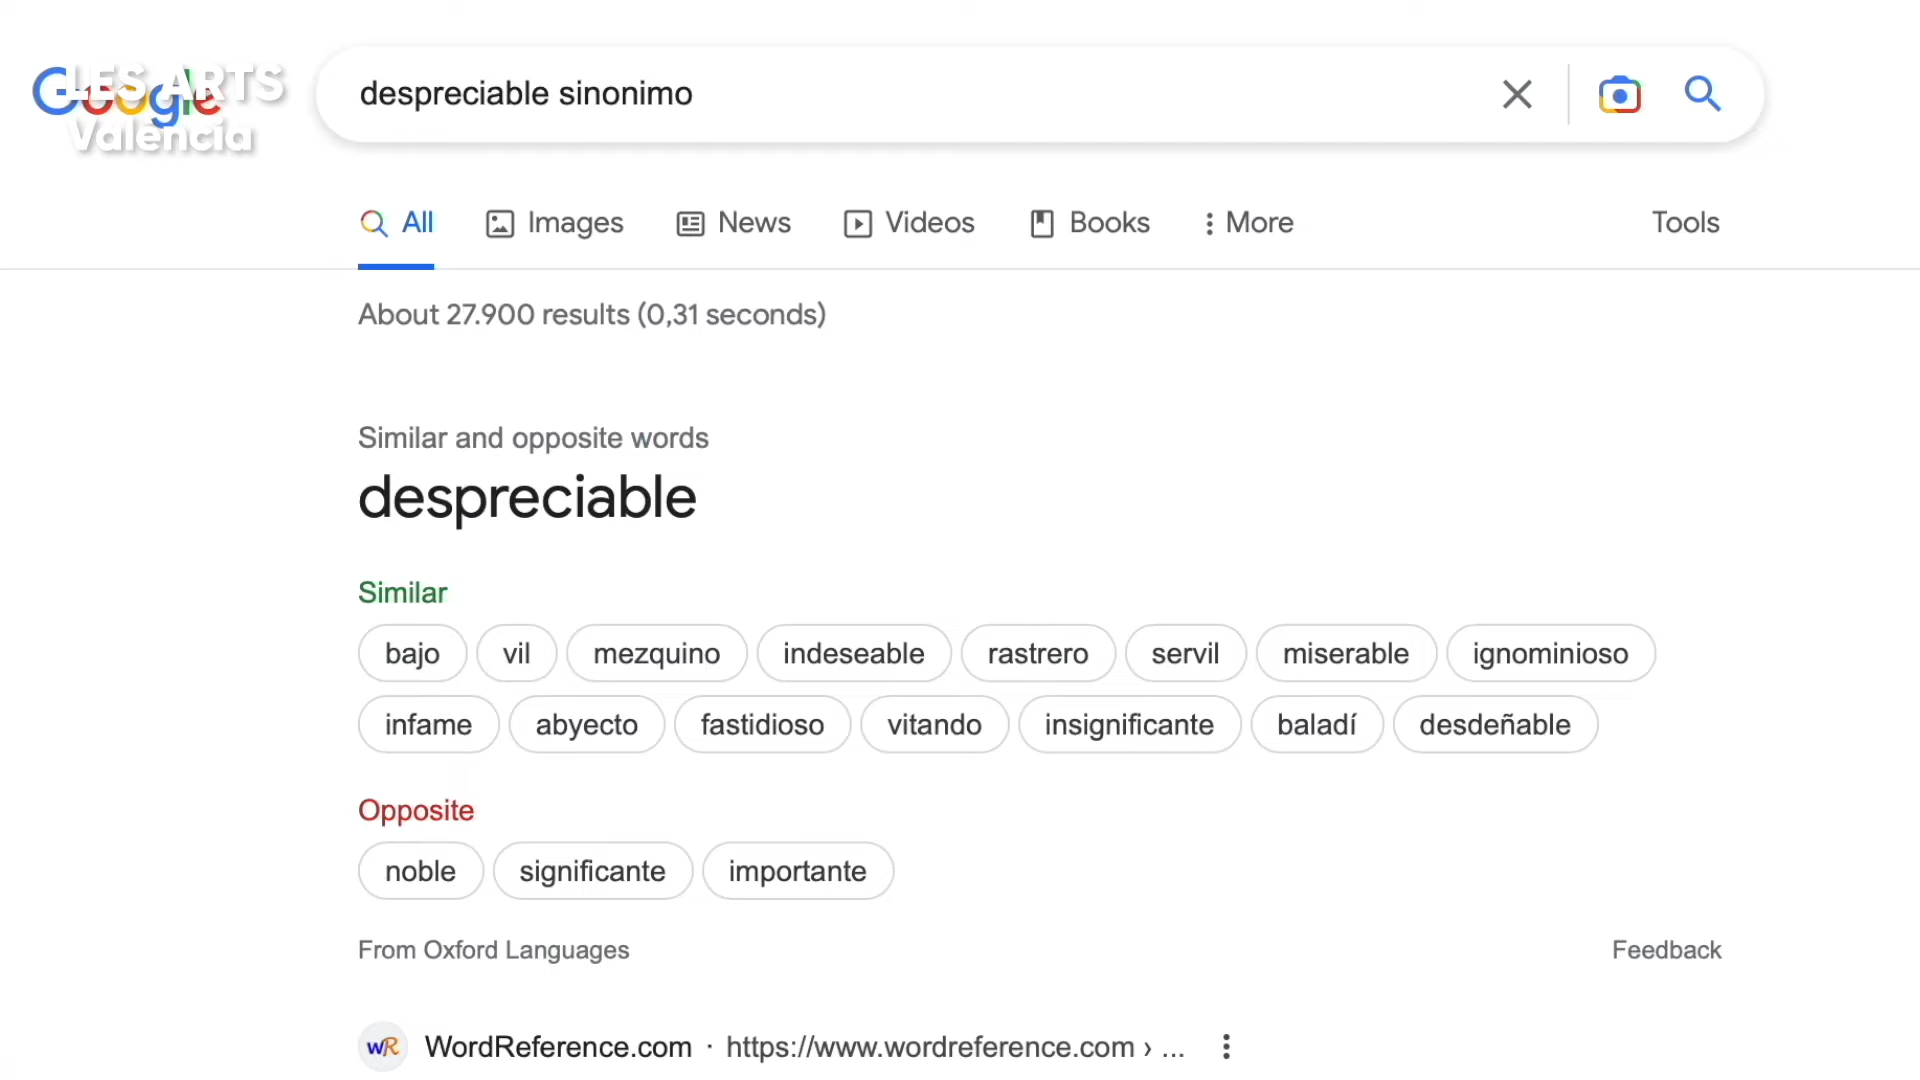 Google
LES ARTS
València
despreciable sinonimo
All Images News Videos Books More Tools
About 27.900 results (0,31 seconds)
Similar and opposite words
despreciable
Similar
bajo vil mezquino indeseable rastrero servil miserable ignominioso
infame abyecto fastidioso vitando insignificante baladí desdeñable
Opposite
noble significante importante
From Oxford Languages Feedback
WR WordReference.com · https://www.wordreference.com › ...